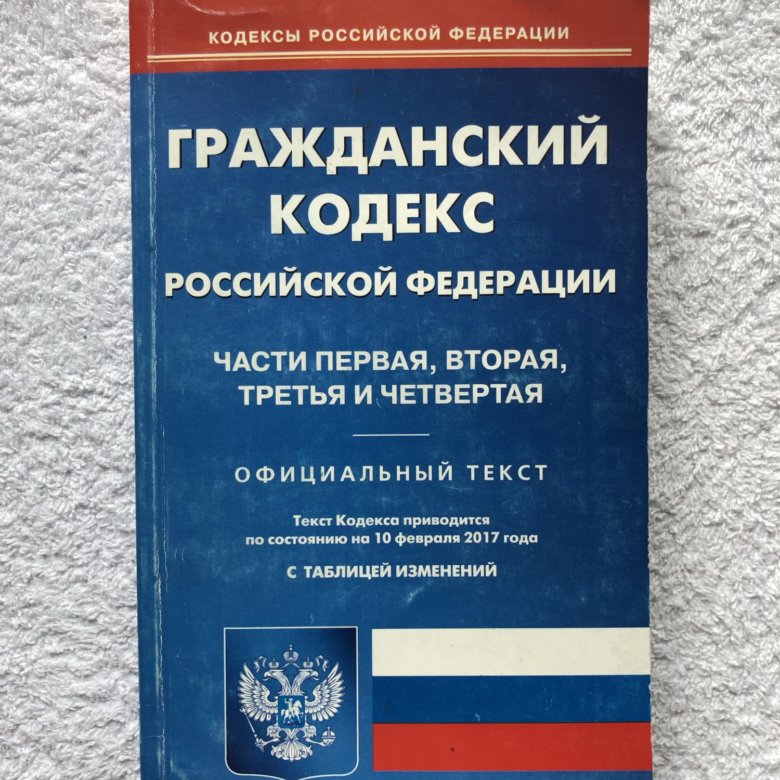 КОДЕКСЫ РОССИЙСКОЙ ФЕДЕРАЦИИ
ГРАЖДАНСКИЙ
КОДЕКС
РОССИЙСКОЙ ФЕДЕРАЦИИ
ЧАСТИ ПЕРВАЯ, ВТОРАЯ,
ТРЕТЬЯ И ЧЕТВЕРТАЯ
ОФИЦИАЛЬНЫЙ ТЕКСТ
Текст Кодекса приводится
по состоянию на 10 февраля 2017 года
С ТАБЛИЦЕЙ ИЗМЕНЕНИЙ